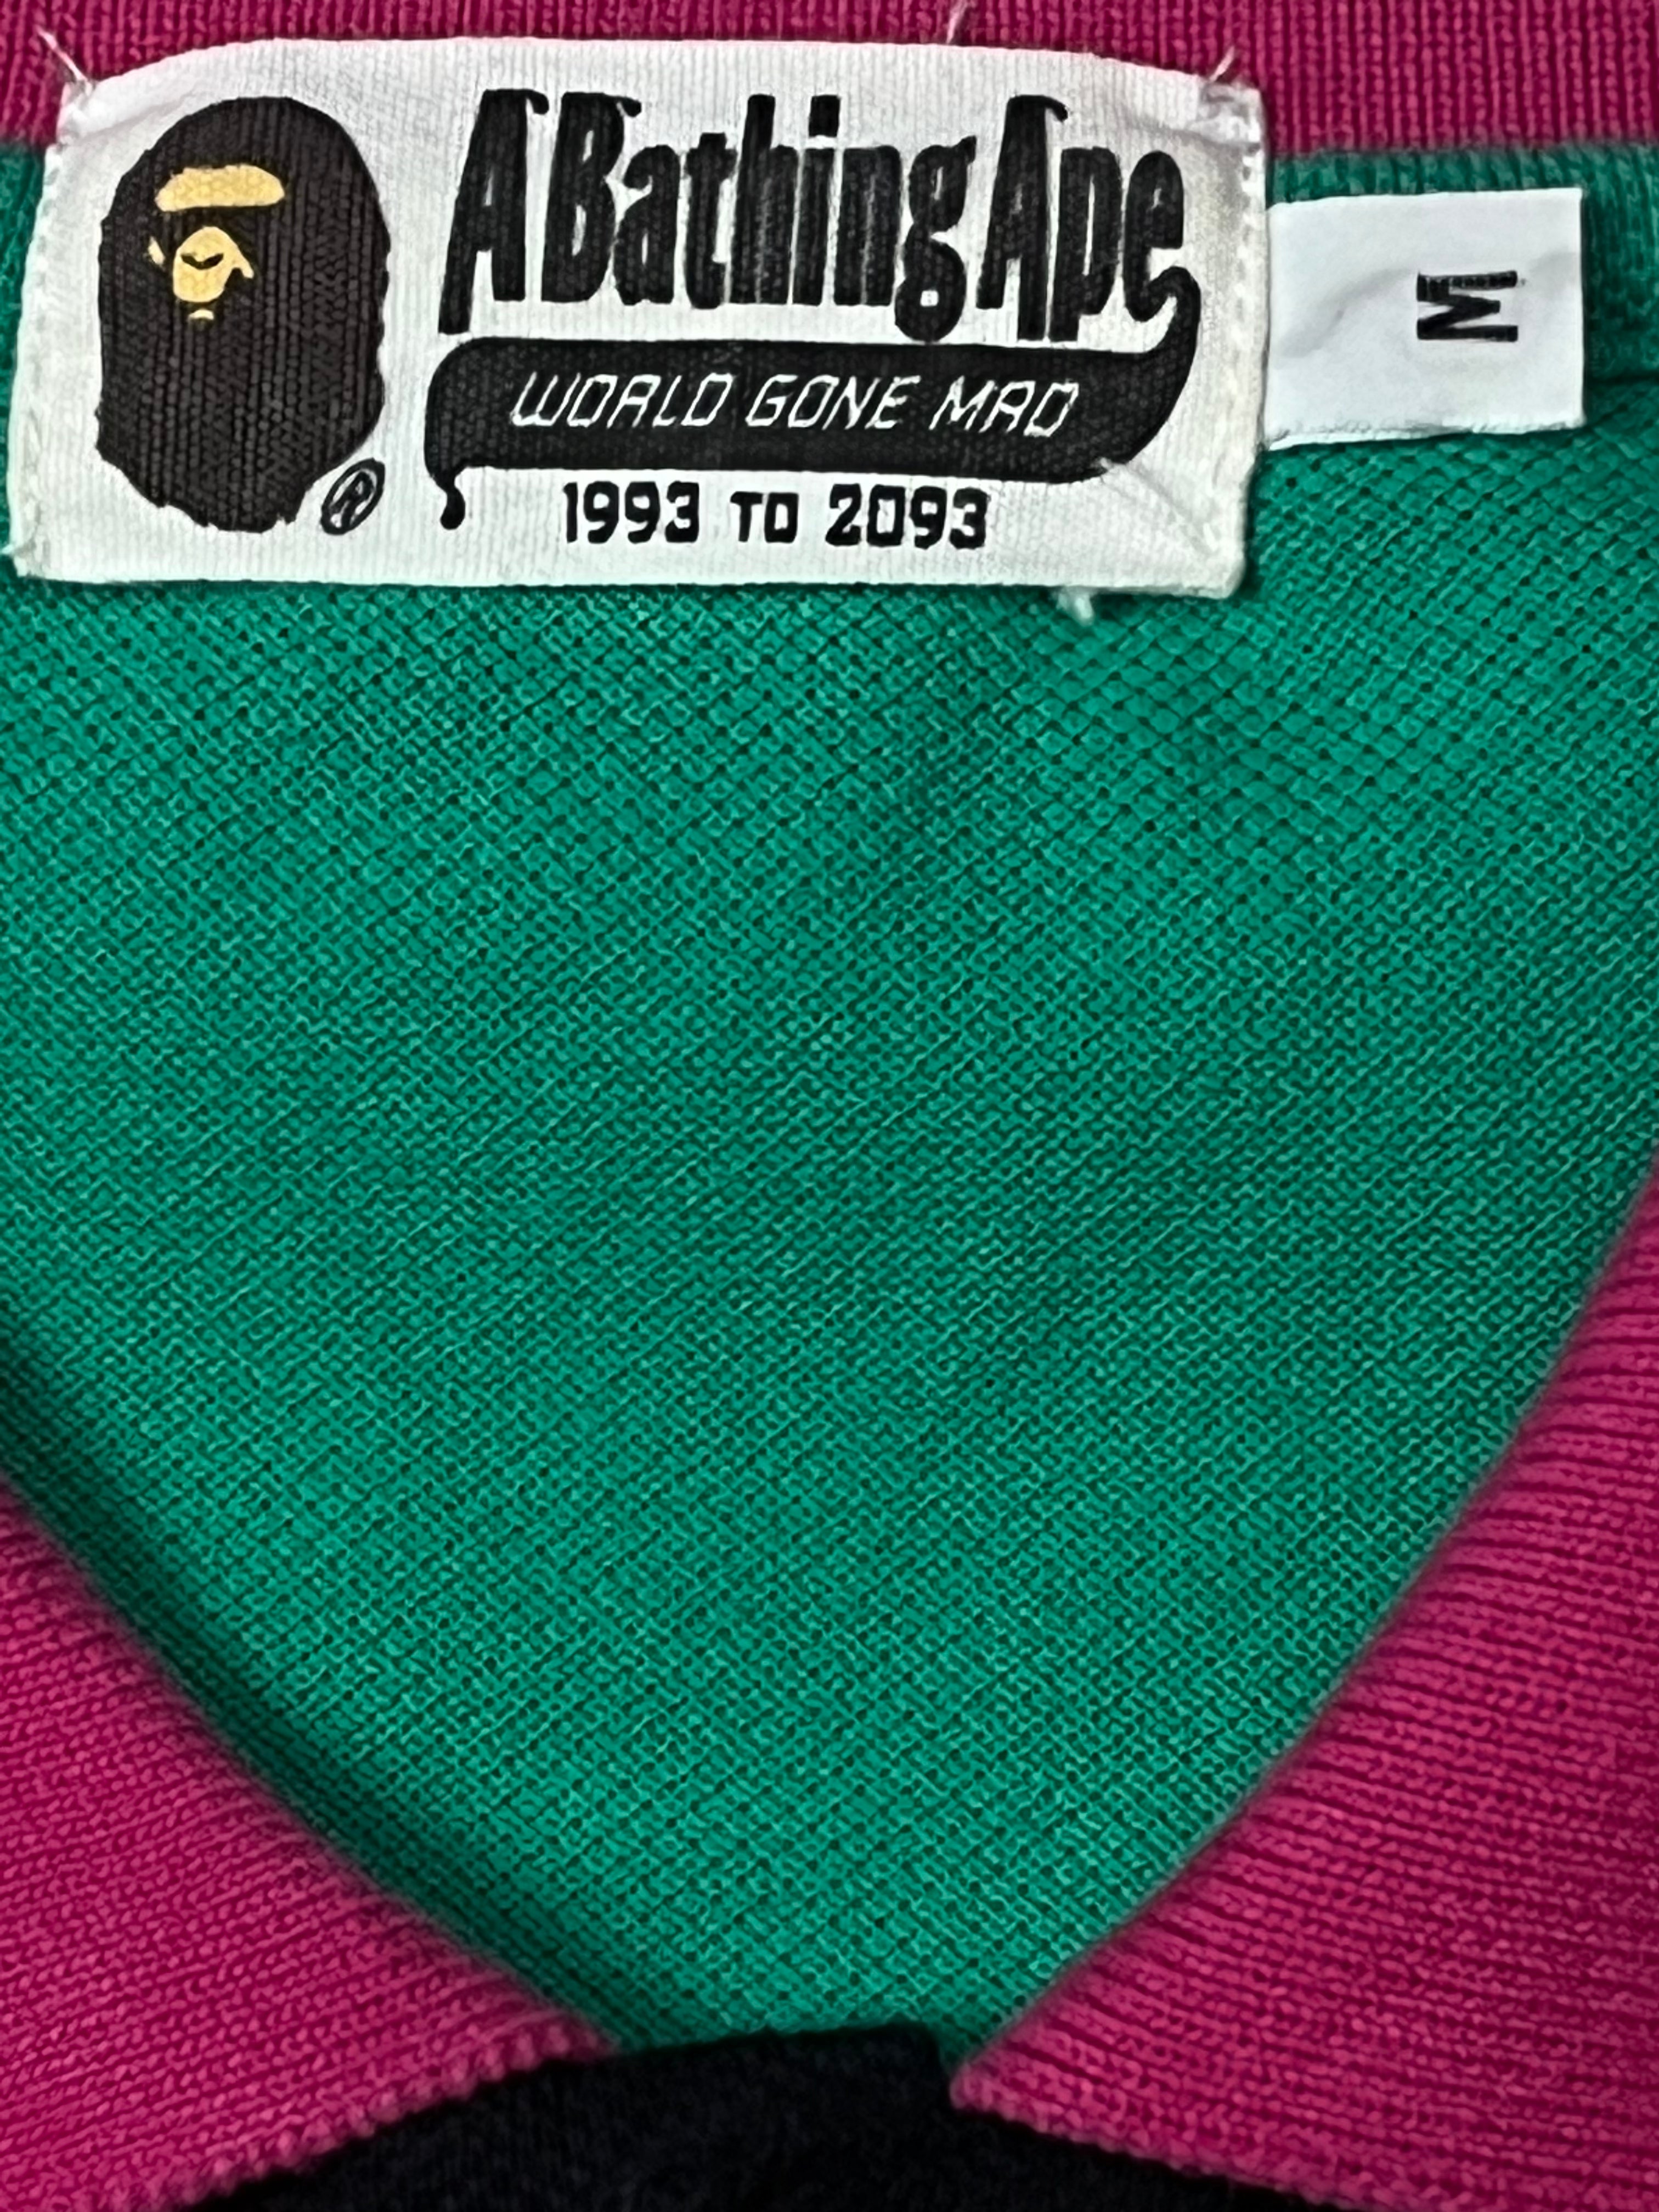 A Bathing Ape
WORLD GONE MAD
1993 TO 2093
®
M